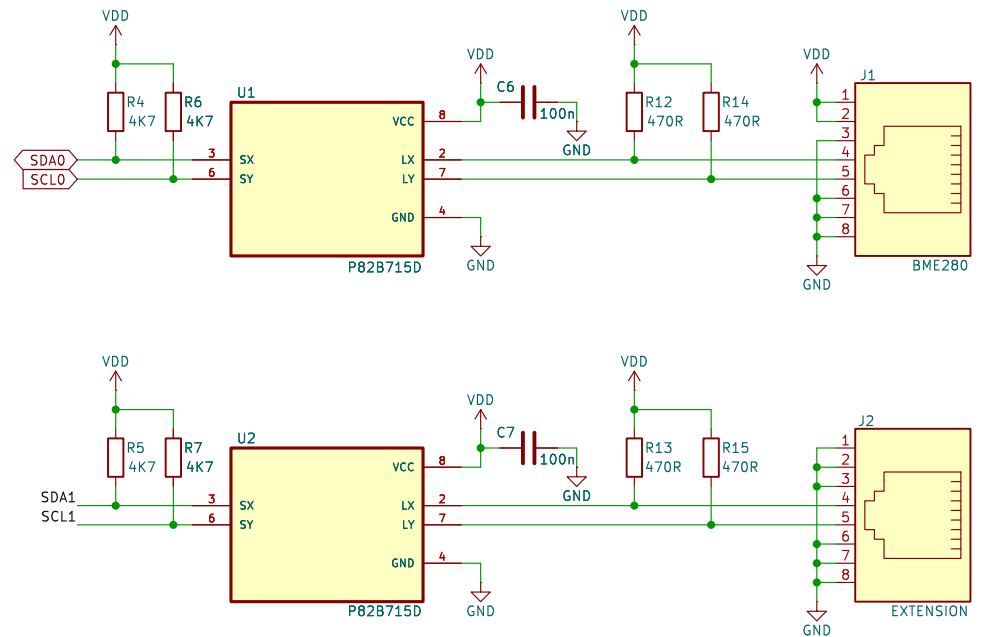 VDD
VDD
VDD
VDD
C6
J1
U1
R4
4K7
R6
4K7
100n
R12
470R
R14
470R
1
2
3
4
5
6
7
8
VCC
8
GND
SDA0
SCL0
3
6
SX
SY
LX
LY
2
7
GND
4
P82B715D
GND
GND
BME280
VDD
VDD
VDD
C7
J2
U2
R5
4K7
R7
4K7
100n
R13
470R
R15
470R
1
2
3
4
5
6
7
8
VCC
8
GND
SDA1
SCL1
3
6
SX
SY
LX
LY
2
7
GND
4
P82B715D
GND
GND
EXTENSION